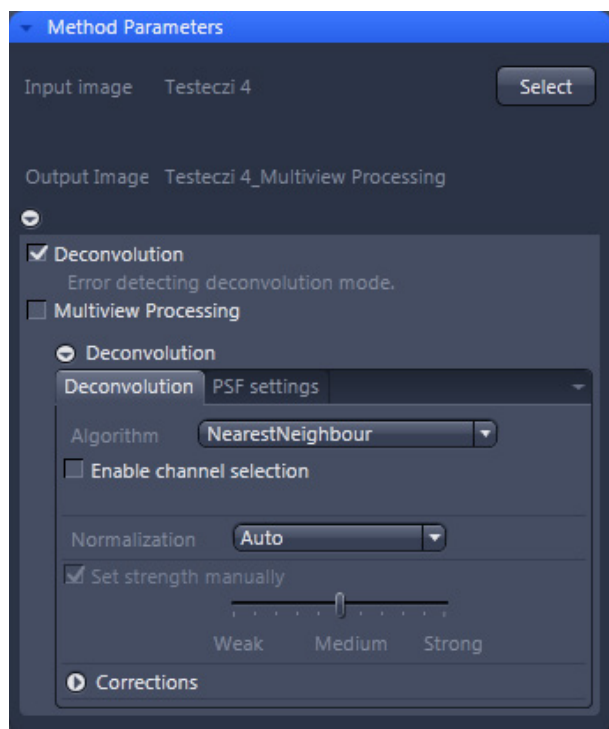 Method Parameters
Input image Testeczi 4 Select
Output Image Testeczi 4_Multiview Processing
Deconvolution
Error detecting deconvolution mode.
Multiview Processing
Deconvolution
Deconvolution PSF settings
Algorithm NearestNeighbour
Enable channel selection
Normalization Auto
Set strength manually
Weak Medium Strong
Corrections